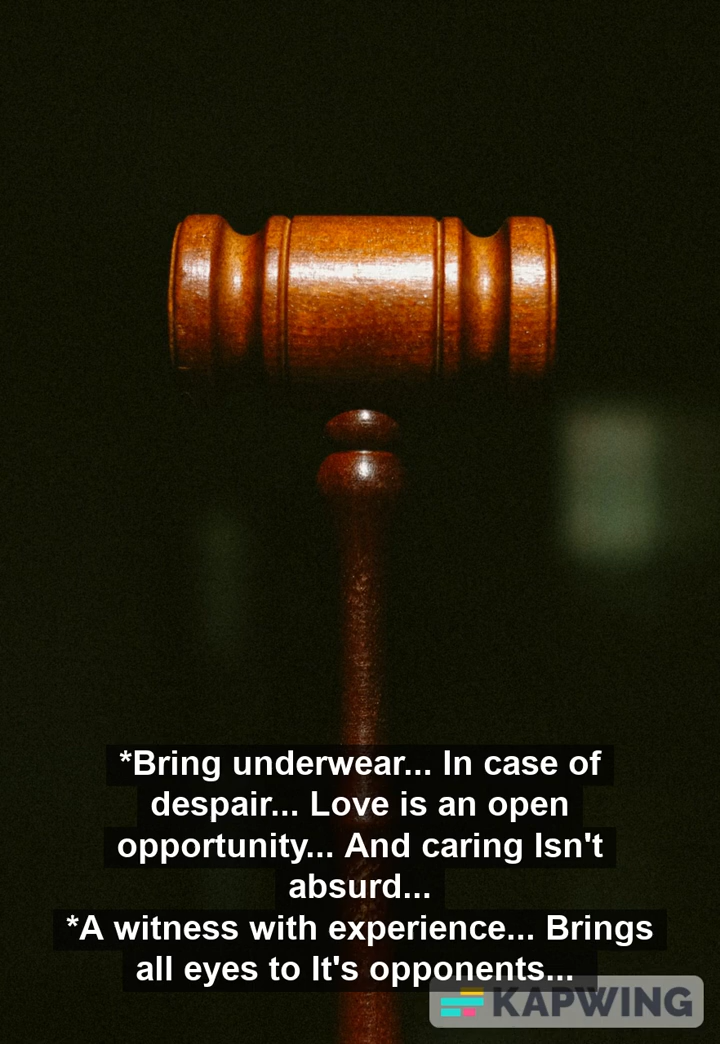 *Bring underwear... In case of
despair... Love is an open
opportunity... And caring Isn't
absurd...
*A witness with experience... Brings
all eyes to It's opponents...
KAPWING